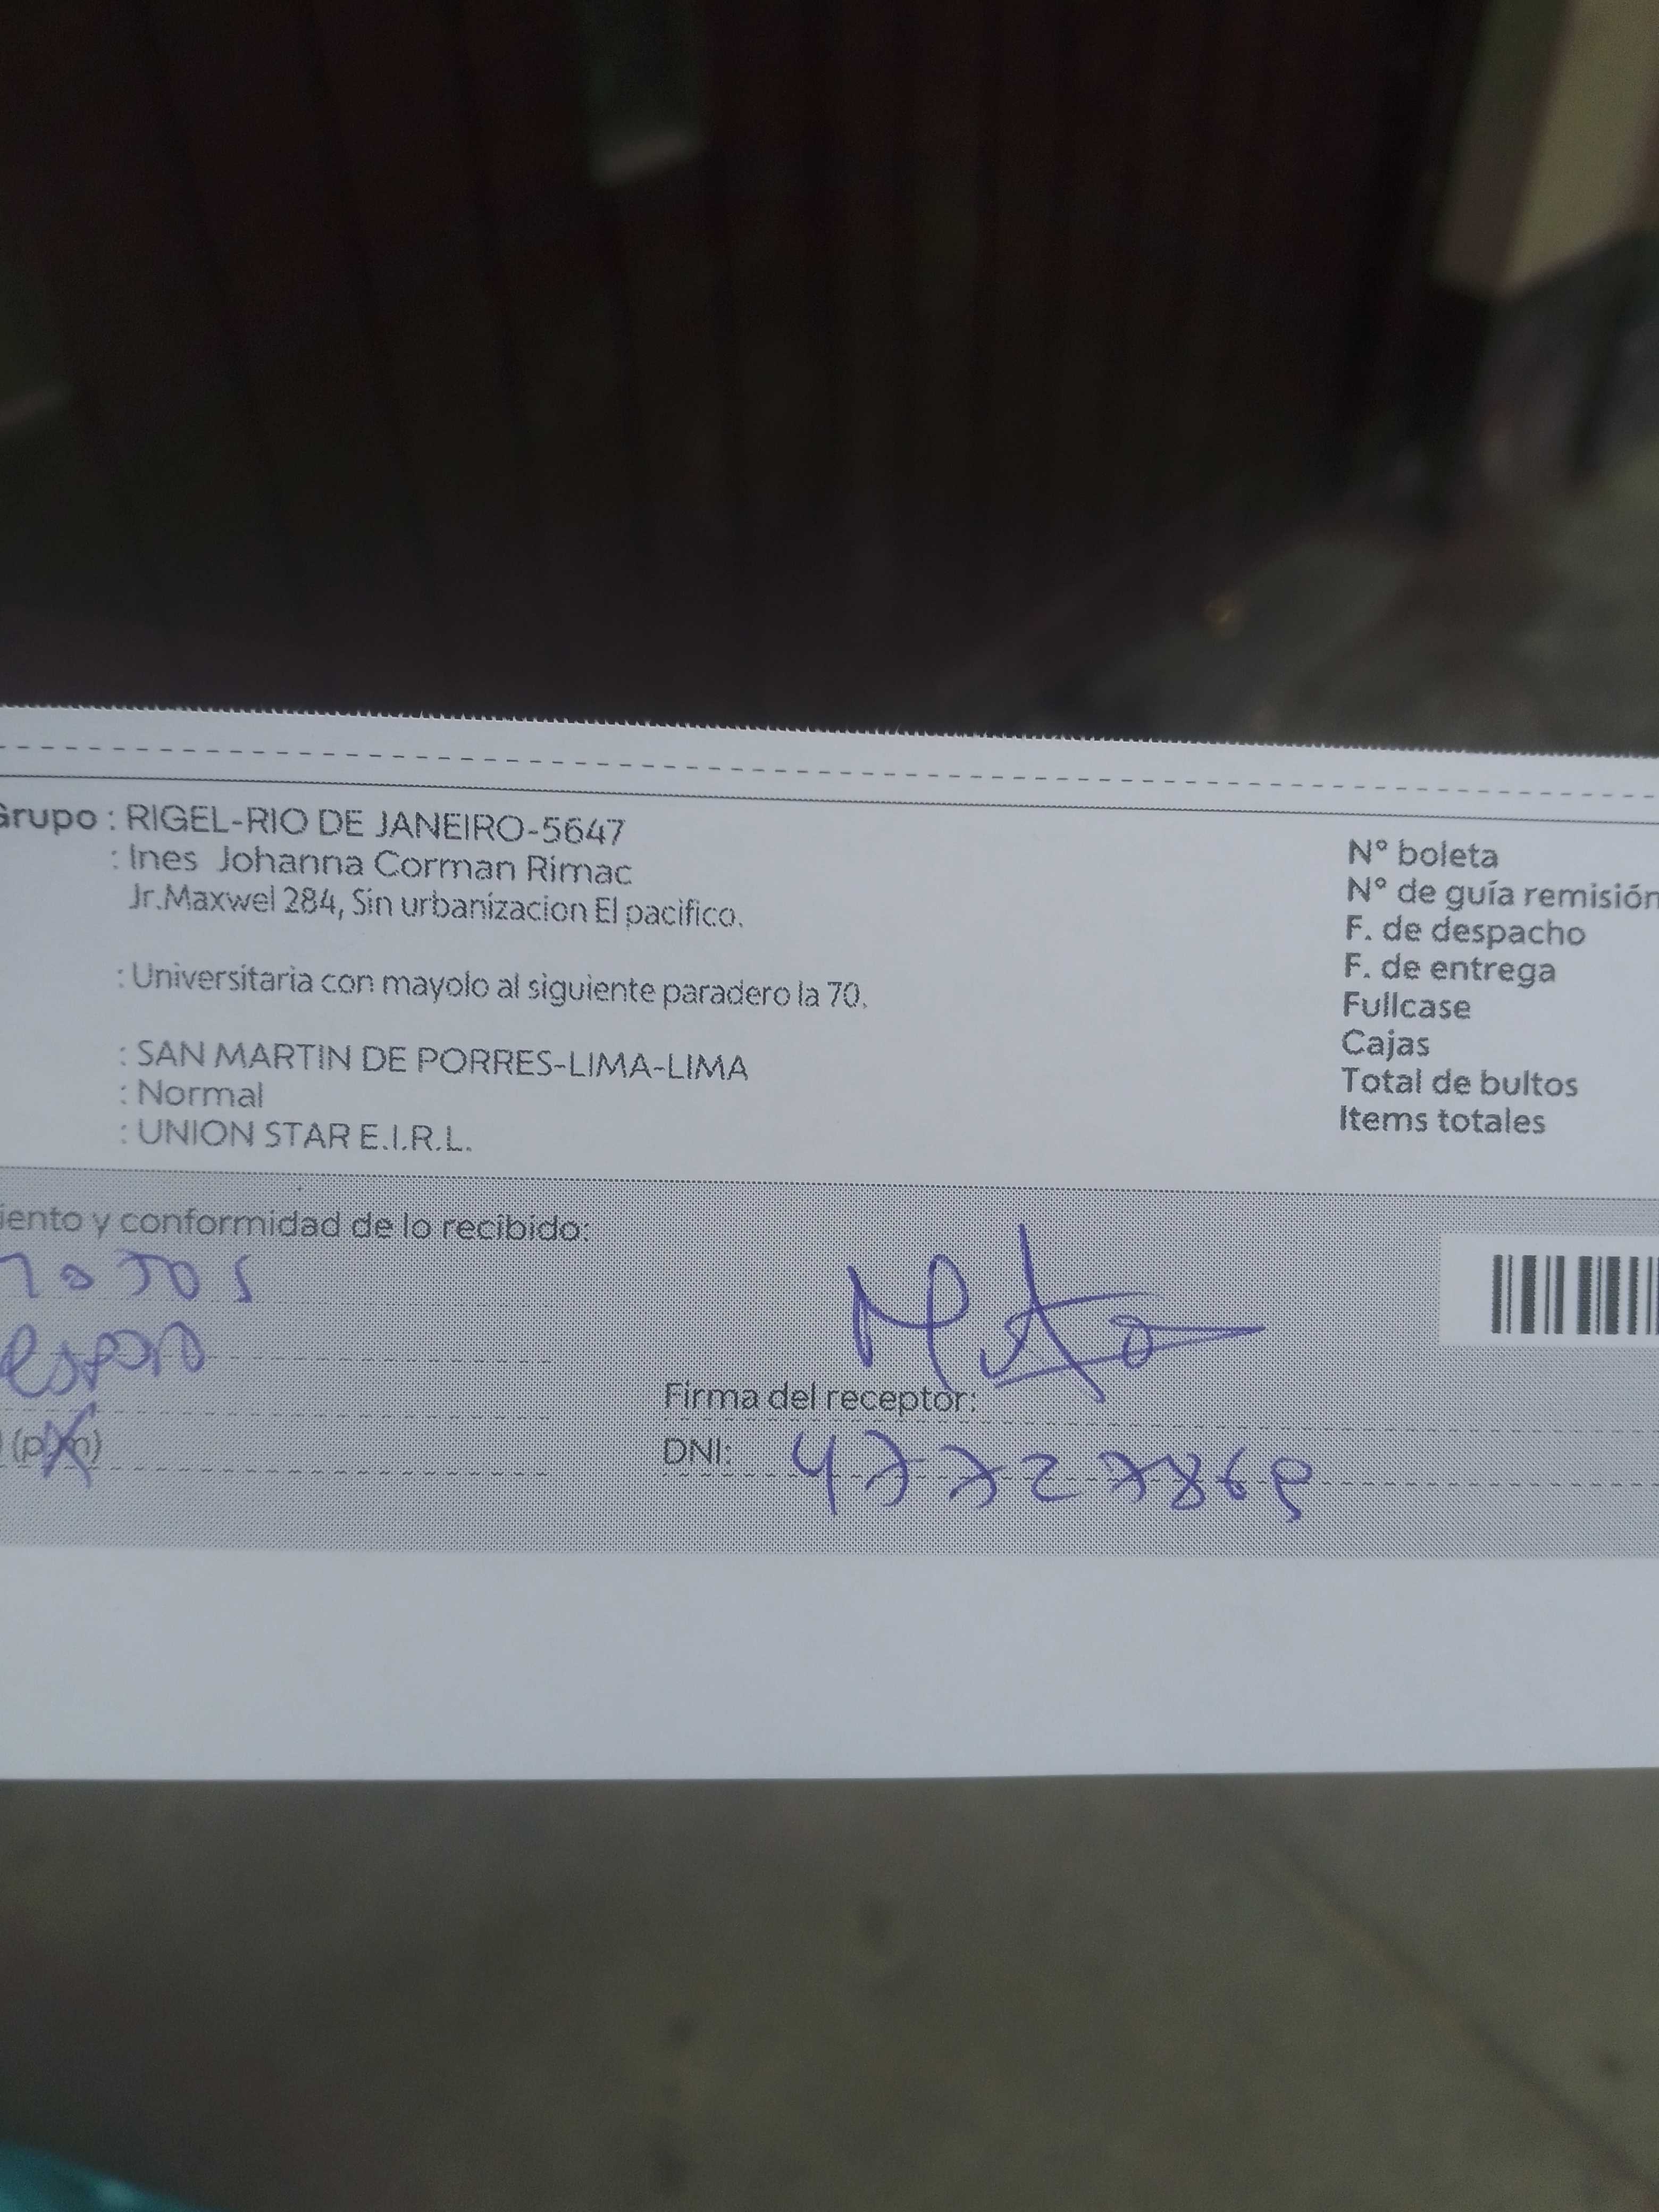 Grupo : RIGEL-RIO DE JANEIRO-5647
: Ines Johanna Corman Rimac
Jr.Maxwel 284, Sin urbanizacion El pacifico.
: Universitaria con mayolo al siguiente paradero la 70.
: SAN MARTIN DE PORRES-LIMA-LIMA
: Normal
: UNION STAR E.I.R.L.
N° boleta
N° de guía remisión
F. de despacho
F. de entrega
Fullcase
Cajas
Total de bultos
Items totales
iento y conformidad de lo recibido:
Firma del receptor:
DNI: 47727869